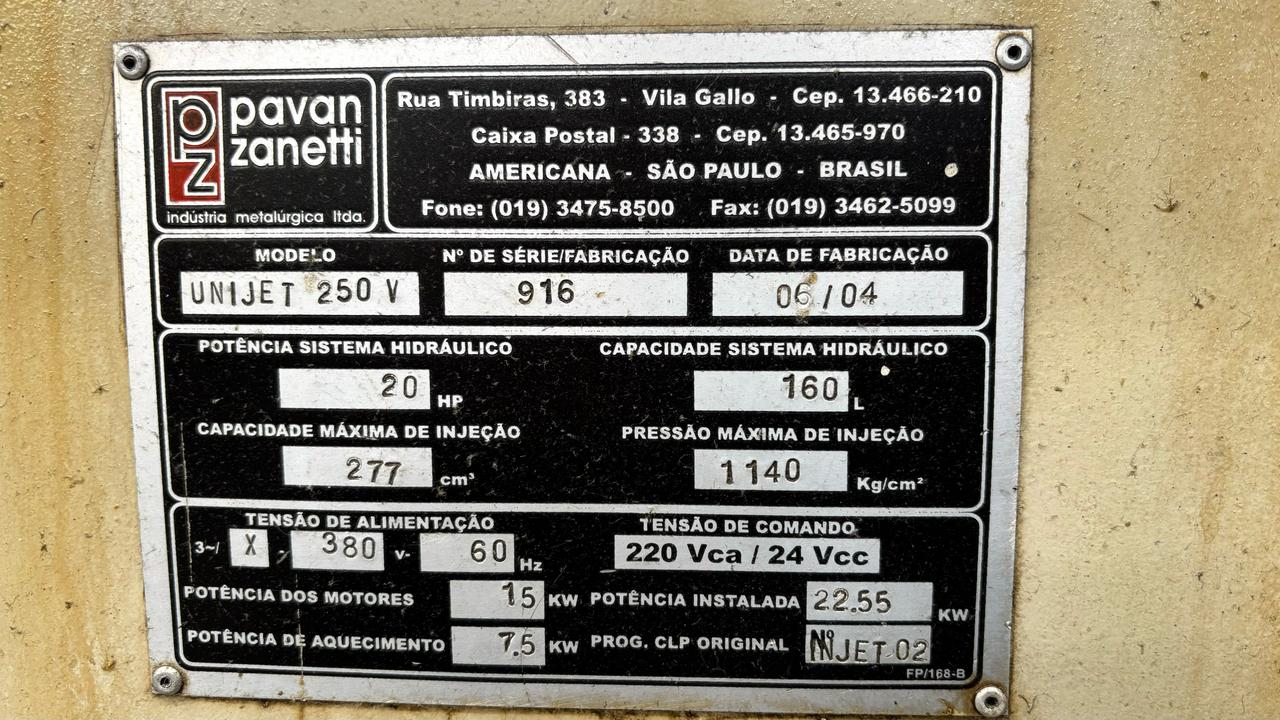 pz pavan zanetti
indústria metalúrgica ltda.
Rua Timbiras, 383 - Vila Gallo - Cep. 13.466-210
Caixa Postal - 338 - Cep. 13.465-970
AMERICANA - SÃO PAULO - BRASIL
Fone: (019) 3475-8500 Fax: (019) 3462-5099
MODELO Nº DE SÉRIE/FABRICAÇÃO DATA DE FABRICAÇÃO
UNIJET 250 V 916 06/04
POTÊNCIA SISTEMA HIDRÁULICO CAPACIDADE SISTEMA HIDRÁULICO
20 HP 160 L
CAPACIDADE MÁXIMA DE INJEÇÃO PRESSÃO MÁXIMA DE INJEÇÃO
277 cm³ 1140 Kg/cm²
TENSÃO DE ALIMENTAÇÃO TENSÃO DE COMANDO
3~/ X - 380 v- 60 Hz 220 Vca / 24 Vcc
POTÊNCIA DOS MOTORES 15 KW POTÊNCIA INSTALADA 22.55 KW
POTÊNCIA DE AQUECIMENTO 7.5 KW PROG. CLP ORIGINAL JET-02
FP/168-B